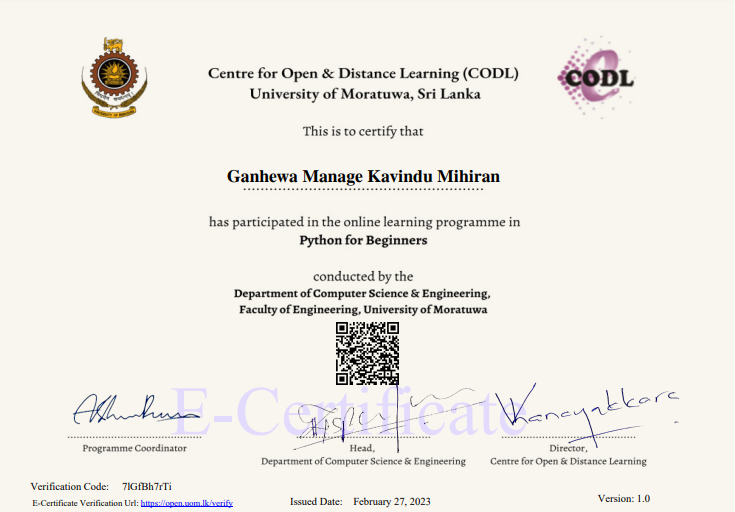 Centre for Open & Distance Learning (CODL)
CODL
University of Moratuwa, Sri Lanka
UNIVERSITY OF MORATUWA
This is to certify that
Ganhewa Manage Kavindu Mihiran
has participated in the online learning programme in
Python for Beginners
conducted by the
Department of Computer Science & Engineering,
Faculty of Engineering, University of Moratuwa
E-Certificate
Programme Coordinator
Head,
Department of Computer Science & Engineering
Director,
Centre for Open & Distance Learning
Verification Code: 7lGfBh7rTi
E-Certificate Verification Url: https://open.uom.lk/verify
Issued Date: February 27, 2023
Version: 1.0